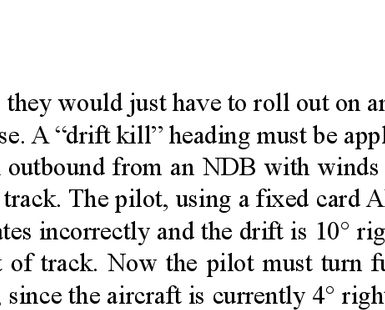 they would just have to roll out on an
se. A “drift kill” heading must be appl
outbound from an NDB with winds
track. The pilot, using a fixed card A
ates incorrectly and the drift is 10° rig
t of track. Now the pilot must turn fu
, since the aircraft is currently 4° right